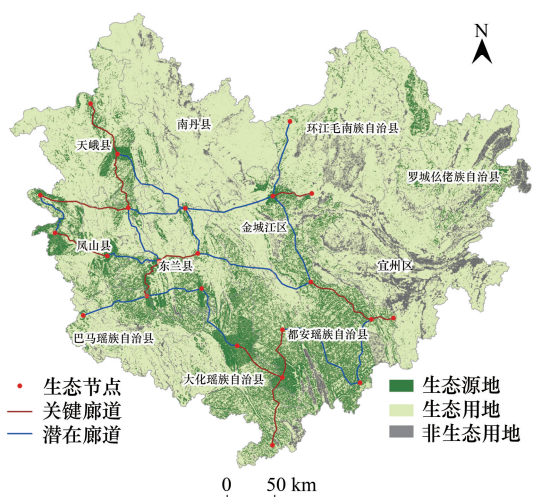 N
南丹县
环江毛南族自治县
天峨县
罗城仫佬族自治县
金城江区
凤山县
东兰县
宜州区
巴马瑶族自治县
都安瑶族自治县
大化瑶族自治县
生态节点
关键廊道
潜在廊道
生态源地
生态用地
非生态用地
0 50 km